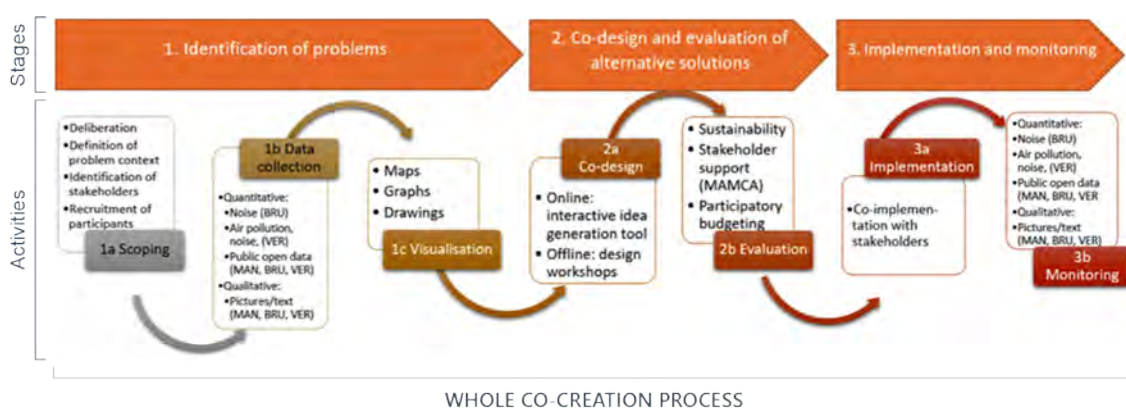 Stages
1. Identification of problems
2. Co-design and evaluation of
alternative solutions
3. Implementation and monitoring
Activities
•Deliberation
•Definition of
problem context
•Identification of
stakeholders
•Recruitment of
participants
1a Scoping
1b Data
collection
•Quantitative:
•Noise (BRU)
•Air pollution,
noise, (VER)
•Public open data
(MAN, BRU, VER)
•Qualitative:
•Pictures/text
(MAN, BRU, VER)
• Maps
• Graphs
• Drawings
1c Visualisation
2a
Co-design
• Online:
interactive idea
generation tool
• Offline: design
workshops
• Sustainability
• Stakeholder
support
(MAMCA)
• Participatory
budgeting
2b Evaluation
3a
Implementation
•Co-implemen-
tation with
stakeholders
•Quantitative:
•Noise (BRU)
•Air pollution,
noise, (VER)
•Public open data
(MAN, BRU, VER
•Qualitative:
•Pictures/text
(MAN, BRU, VER)
3b
Monitoring
WHOLE CO-CREATION PROCESS